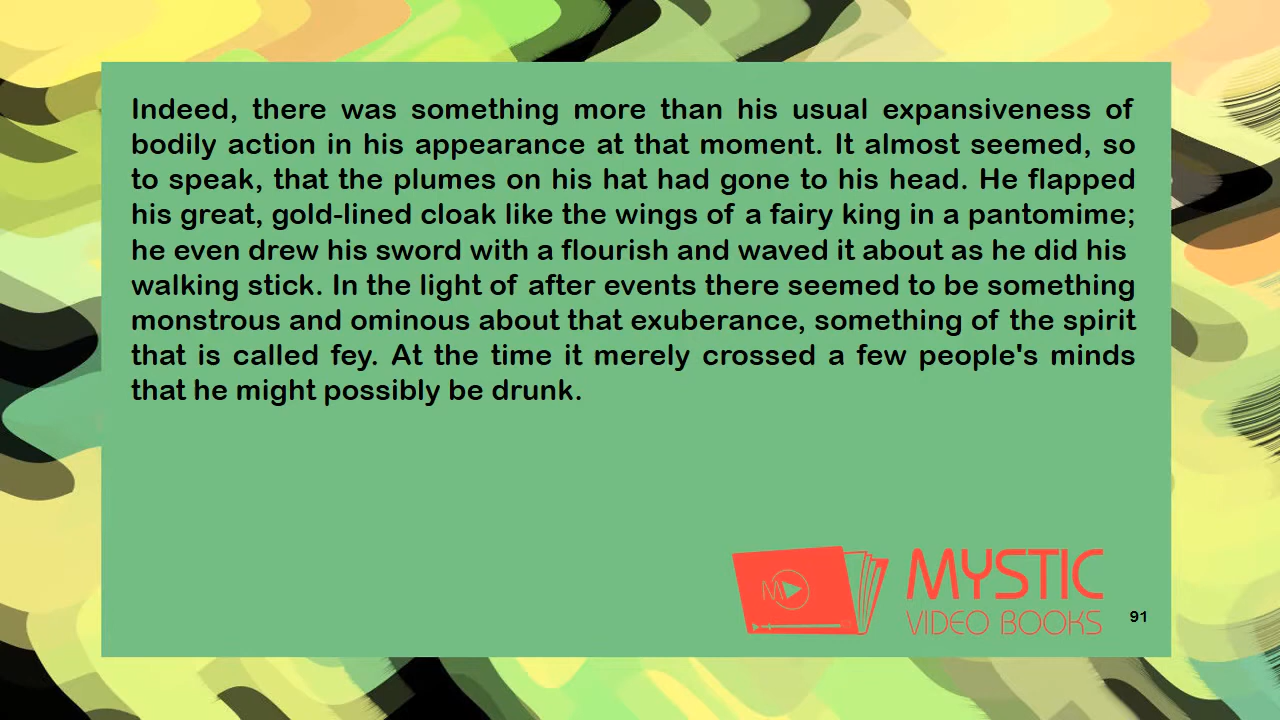 Indeed, there was something more than his usual expansiveness of
bodily action in his appearance at that moment. It almost seemed, so
to speak, that the plumes on his hat had gone to his head. He flapped
his great, gold-lined cloak like the wings of a fairy king in a pantomime;
he even drew his sword with a flourish and waved it about as he did his
walking stick. In the light of after events there seemed to be something
monstrous and ominous about that exuberance, something of the spirit
that is called fey. At the time it merely crossed a few people's minds
that he might possibly be drunk.
M
MYSTIC
VIDEO BOOKS
91